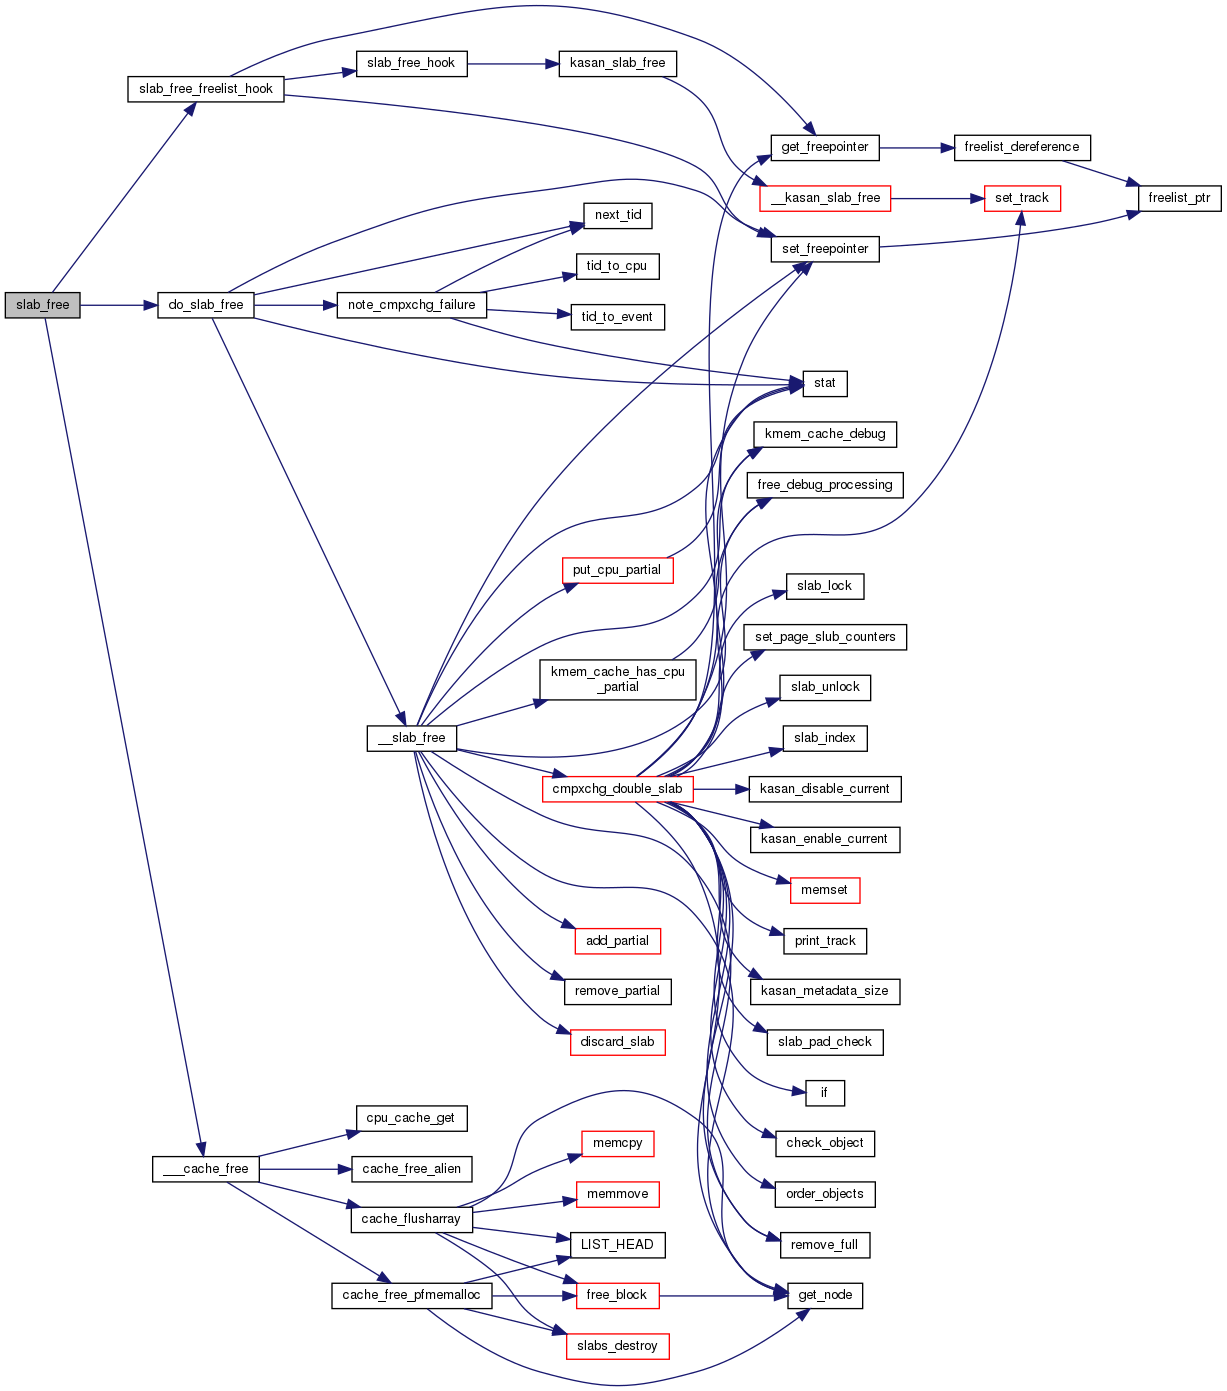 slab_free_hook
kasan_slab_free
slab_free_freelist_hook
get_freepointer
freelist_dereference
__kasan_slab_free
set_track
freelist_ptr
next_tid
set_freepointer
tid_to_cpu
slab_free
do_slab_free
note_cmpxchg_failure
tid_to_event
stat
kmem_cache_debug
free_debug_processing
put_cpu_partial
slab_lock
set_page_slub_counters
kmem_cache_has_cpu
_partial
slab_unlock
__slab_free
slab_index
cmpxchg_double_slab
kasan_disable_current
kasan_enable_current
memset
add_partial
print_track
remove_partial
kasan_metadata_size
discard_slab
slab_pad_check
if
cpu_cache_get
memcpy
check_object
___cache_free
cache_free_alien
memmove
order_objects
cache_flusharray
LIST_HEAD
remove_full
cache_free_pfmemalloc
free_block
get_node
slabs_destroy